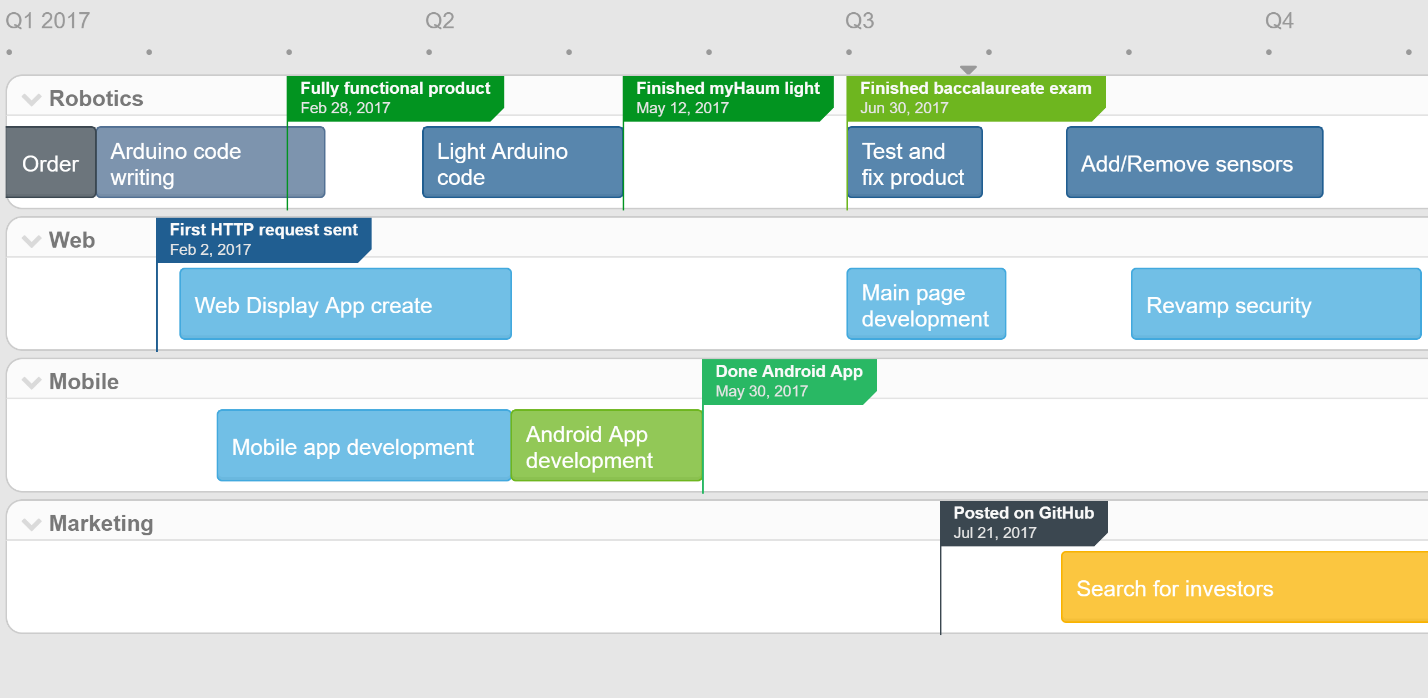 Q1 2017
Q2
Q3
Q4
Robotics
Fully functional product
Feb 28, 2017
Finished myHaum light
May 12, 2017
Finished baccalaureate exam
Jun 30, 2017
Order
Arduino code
writing
Light Arduino
code
Test and
fix product
Add/Remove sensors
Web
First HTTP request sent
Feb 2, 2017
Web Display App create
Main page
development
Revamp security
Mobile
Done Android App
May 30, 2017
Mobile app development
Android App
development
Marketing
Posted on GitHub
Jul 21, 2017
Search for investors